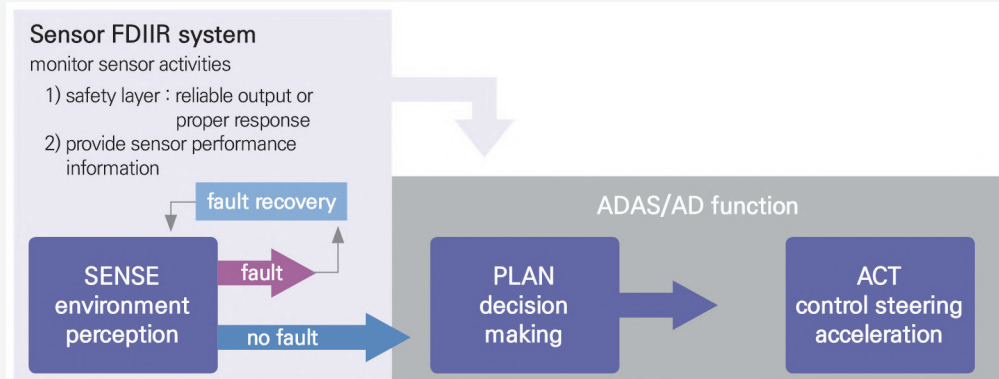 Sensor FDIIR system
monitor sensor activities
1) safety layer : reliable output or
proper response
2) provide sensor performance
information
fault recovery
fault
no fault
SENSE
environment
perception
ADAS/AD function
PLAN
decision
making
ACT
control steering
acceleration